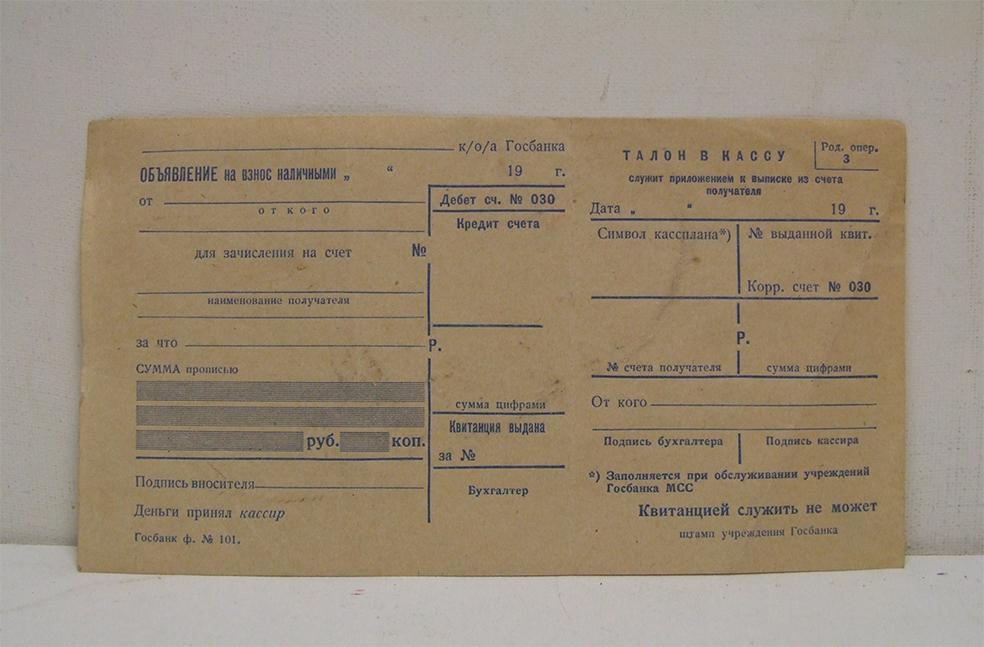 к/о/а Госбанка
ОБЪЯВЛЕНИЕ на взнос наличными „ “ 19 г.
от
от кого
Дебет сч. № 030
Кредит счета
для зачисления на счет №
наименование получателя
за что
Р.
СУММА прописью
сумма цифрами
руб. коп.
Квитанция выдана
за №
Подпись вносителя
Бухгалтер
Деньги принял кассир
Госбанк ф. № 101.
ТАЛОН В КАССУ
Род. опер.
3
служит приложением к выписке из счета
получателя
Дата „ “ 19 г.
Символ кассплана*)
№ выданной квит.
Корр. счет № 030
Р.
№ счета получателя
сумма цифрами
От кого
Подпись бухгалтера
Подпись кассира
*) Заполняется при обслуживании учреждений
Госбанка МСС
Квитанцией служить не может
штамп учреждения Госбанка